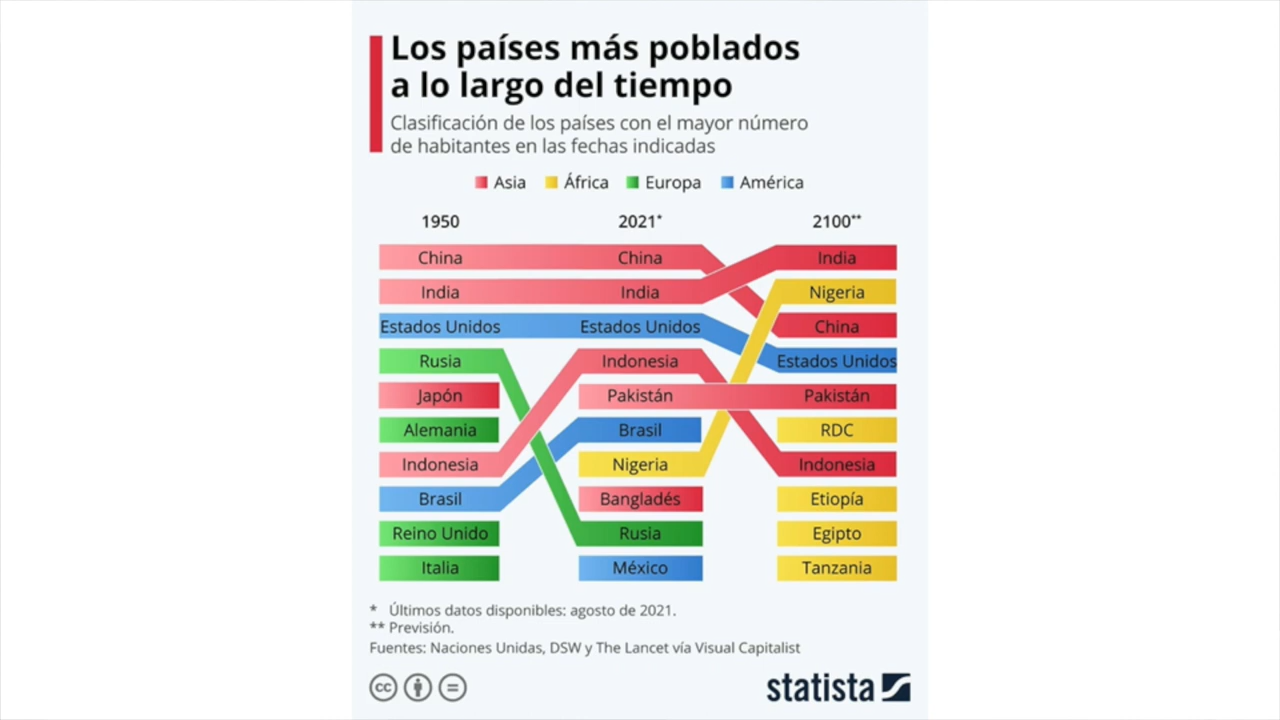 Los países más poblados
a lo largo del tiempo
Clasificación de los países con el mayor número
de habitantes en las fechas indicadas
Asia África Europa América
1950 2021* 2100**
China China India
India India Nigeria
Estados Unidos Estados Unidos China
Rusia Indonesia Estados Unidos
Japón Pakistán Pakistán
Alemania Brasil RDC
Indonesia Nigeria Indonesia
Brasil Bangladés Etiopía
Reino Unido Rusia Egipto
Italia México Tanzania
* Últimos datos disponibles: agosto de 2021.
** Previsión.
Fuentes: Naciones Unidas, DSW y The Lancet vía Visual Capitalist
cc
statista